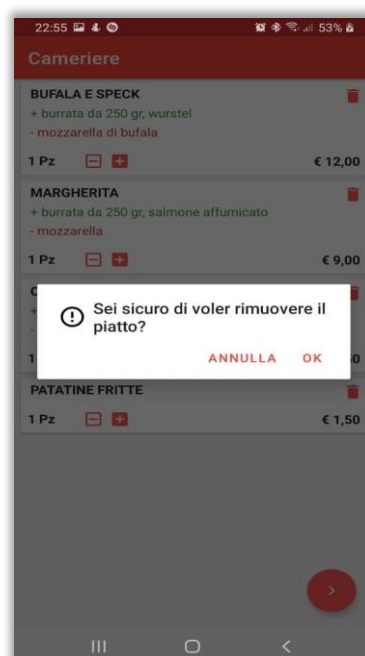 22:55 53%
Cameriere
BUFALA E SPECK
+ burrata da 250 gr, wurstel
- mozzarella di bufala
1 Pz € 12,00
MARGHERITA
+ burrata da 250 gr, salmone affumicato
- mozzarella
1 Pz € 9,00
Sei sicuro di voler rimuovere il
piatto?
ANNULLA OK
PATATINE FRITTE
1 Pz € 1,50